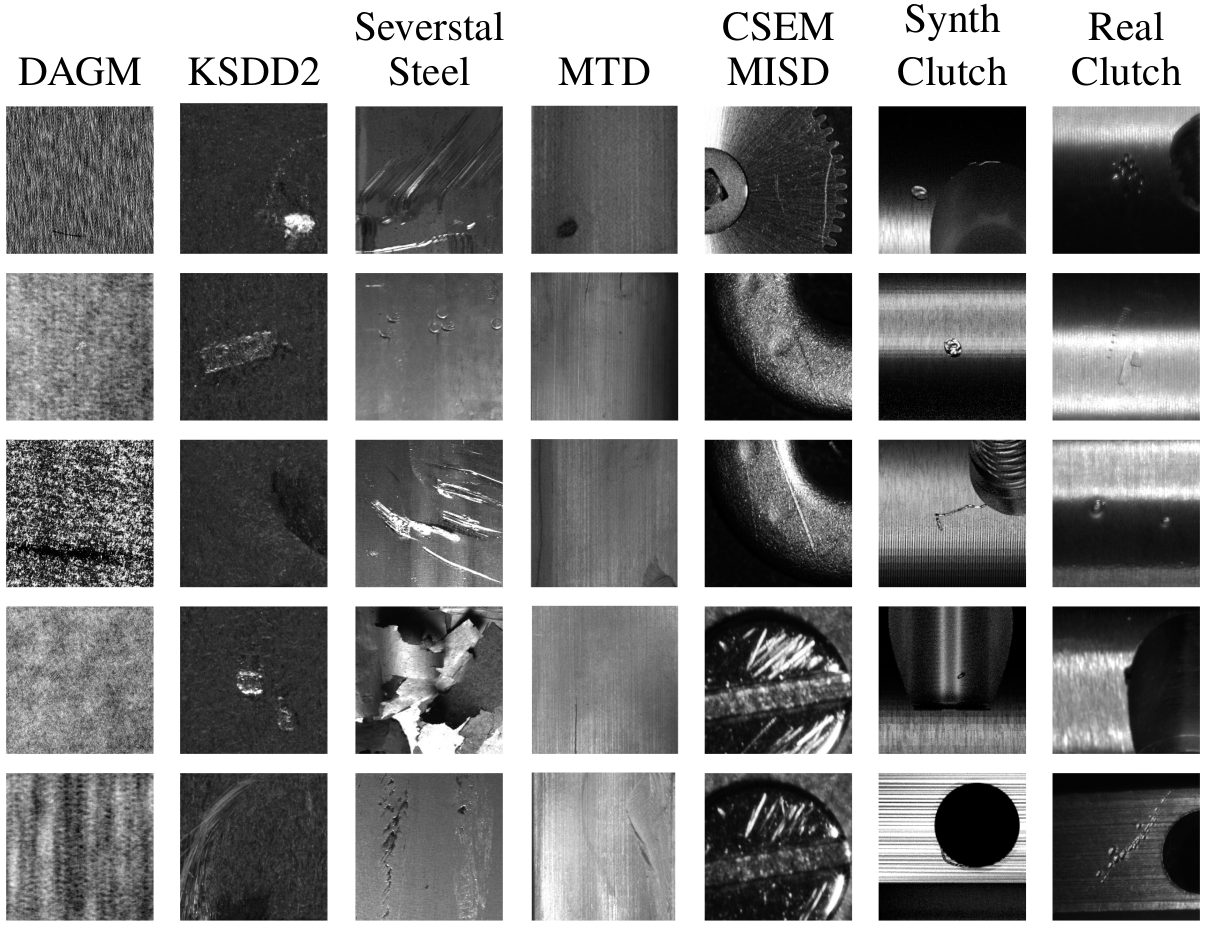 DAGM
KSDD2
Severstal
Steel
MTD
CSEM
MISD
Synth
Clutch
Real
Clutch